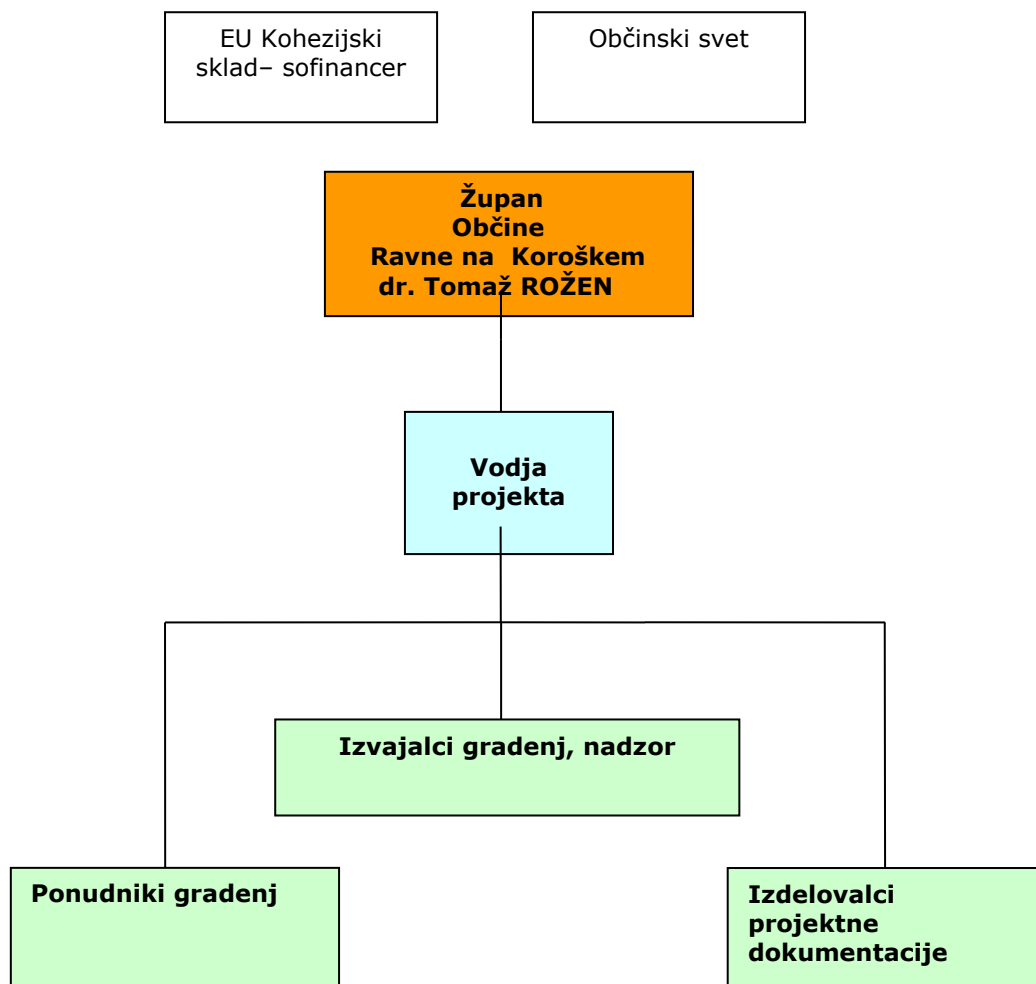 EU Kohezijski
sklad– sofinancer
Občinski svet
Župan
Občine
Ravne na  Koroškem
dr. Tomaž ROŽEN
Vodja
projekta
Izvajalci gradenj, nadzor
Ponudniki gradenj
Izdelovalci
projektne
dokumentacije